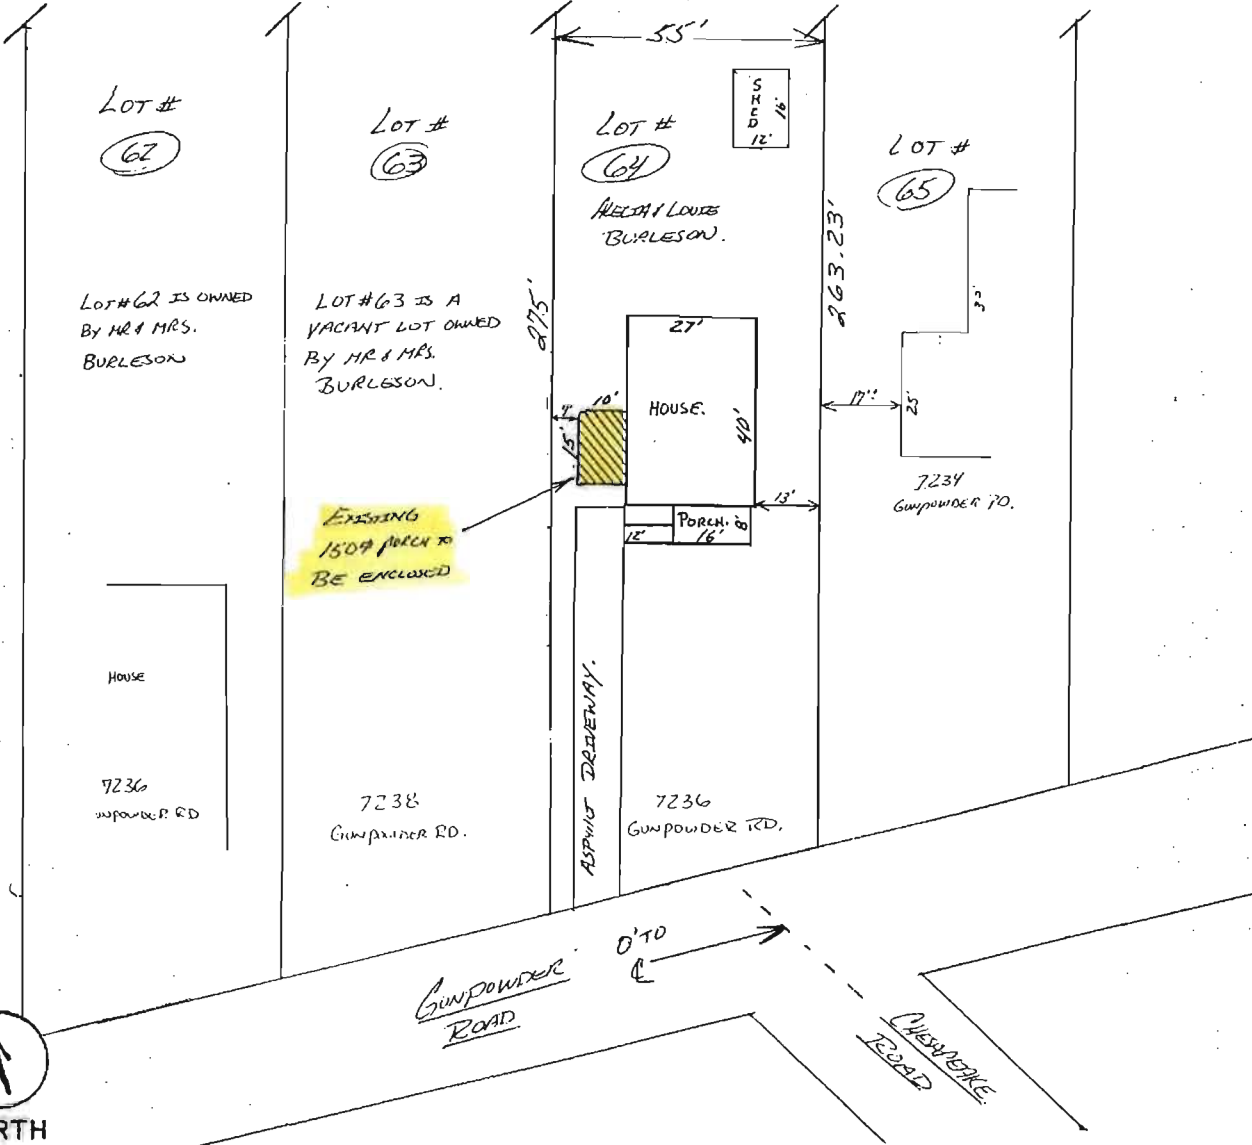 55'
LOT #
62
LOT #
63
LOT #
64
SHED
16'
12'
LOT #
65
& LOUIE
BURLESON.
263.23'
275'
LOT #62 IS OWNED
BY MR & MRS.
BURLESON
LOT #63 IS A
VACANT LOT OWNED
BY MR & MRS.
BURLESON.
27'
HOUSE.
40'
10'
15'
17'
25'
13'
7234
GUNPOWDER RD.
EXISTING
150# PORCH TO
BE ENCLOSED
PORCH.
8'
12'
16'
HOUSE
ASPHALT DRIVEWAY.
7236
UNPOWDER RD
7238
GUNPOWDER RD.
7236
GUNPOWDER RD.
0' TO
℄
GUNPOWDER
ROAD
CHESAPEAKE
ROAD
RTH